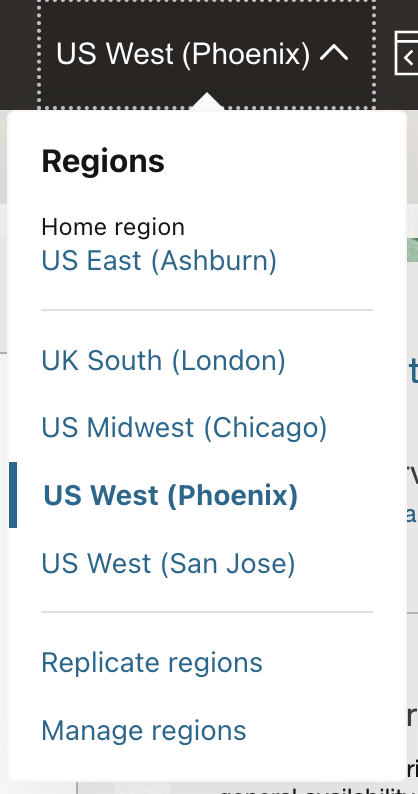 US West (Phoenix)
Regions
Home region
US East (Ashburn)
UK South (London)
US Midwest (Chicago)
US West (Phoenix)
US West (San Jose)
Replicate regions
Manage regions